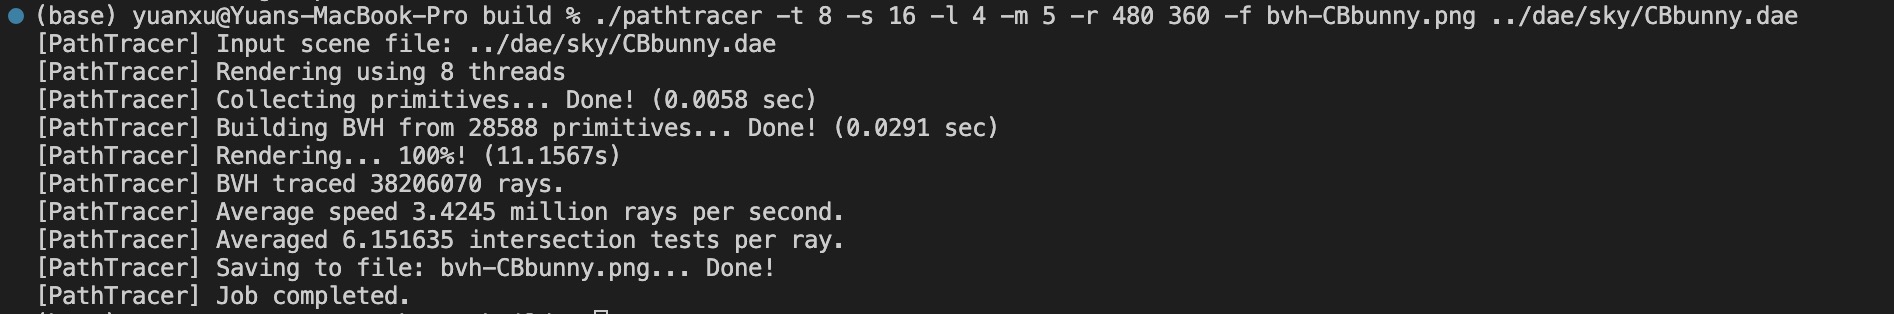 (base) yuanxu@Yuans-MacBook-Pro build % ./pathtracer -t 8 -s 16 -l 4 -m 5 -r 480 360 -f bvh-CBbunny.png ../dae/sky/CBbunny.dae
[PathTracer] Input scene file: ../dae/sky/CBbunny.dae
[PathTracer] Rendering using 8 threads
[PathTracer] Collecting primitives... Done! (0.0058 sec)
[PathTracer] Building BVH from 28588 primitives... Done! (0.0291 sec)
[PathTracer] Rendering... 100%! (11.1567s)
[PathTracer] BVH traced 38206070 rays.
[PathTracer] Average speed 3.4245 million rays per second.
[PathTracer] Averaged 6.151635 intersection tests per ray.
[PathTracer] Saving to file: bvh-CBbunny.png... Done!
[PathTracer] Job completed.